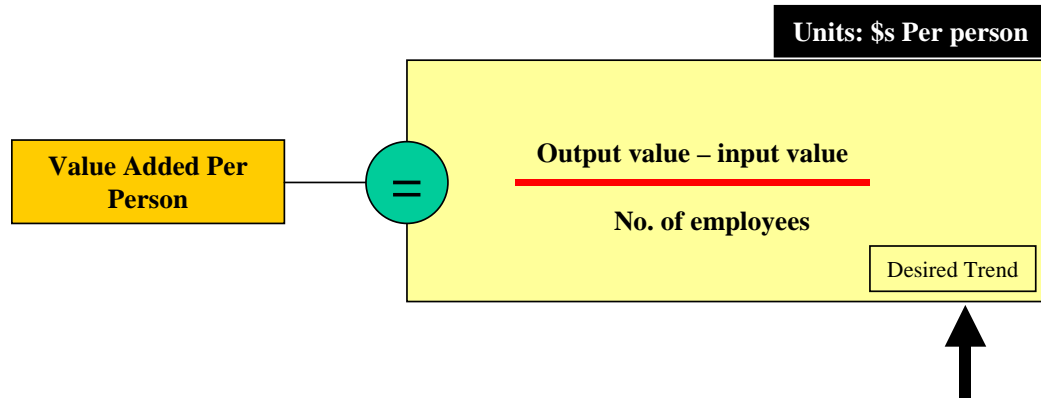 Units: $s Per person
Value Added Per
Person
=
Output value – input value
No. of employees
Desired Trend